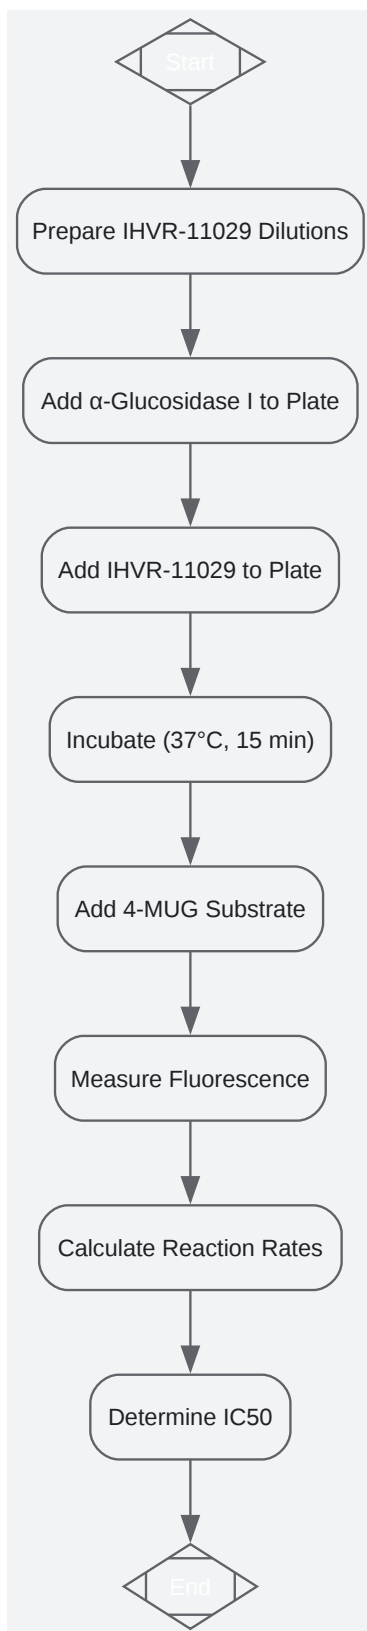 Start
Prepare IHVR-11029 Dilutions
Add α-Glucosidase I to Plate
Add IHVR-11029 to Plate
Incubate (37°C, 15 min)
Add 4-MUG Substrate
Measure Fluorescence
Calculate Reaction Rates
Determine IC50
End